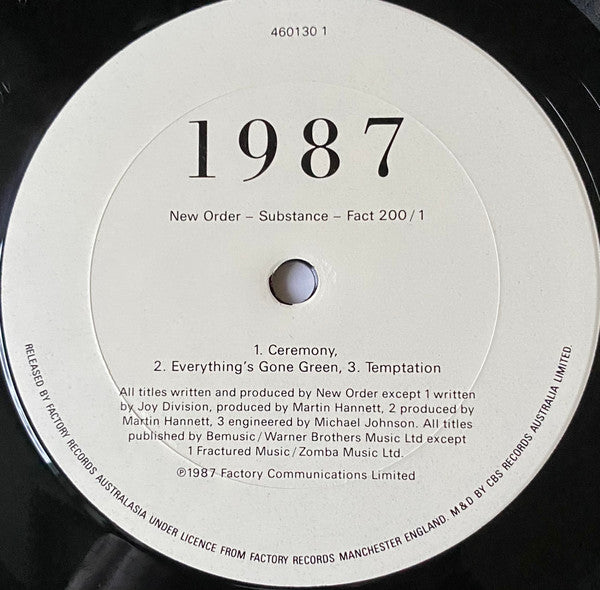 460130 1
1987
New Order – Substance – Fact 200/1
1. Ceremony,
2. Everything's Gone Green, 3. Temptation
All titles written and produced by New Order except 1 written
by Joy Division, produced by Martin Hannett, 2 produced by
Martin Hannett, 3 engineered by Michael Johnson. All titles
published by Bemusic/Warner Brothers Music Ltd except
1 Fractured Music/Zomba Music Ltd.
℗1987 Factory Communications Limited
RELEASED BY FACTORY RECORDS AUSTRALASIA UNDER LICENCE FROM FACTORY RECORDS MANCHESTER ENGLAND. M&D BY CBS RECORDS AUSTRALIA LIMITED.